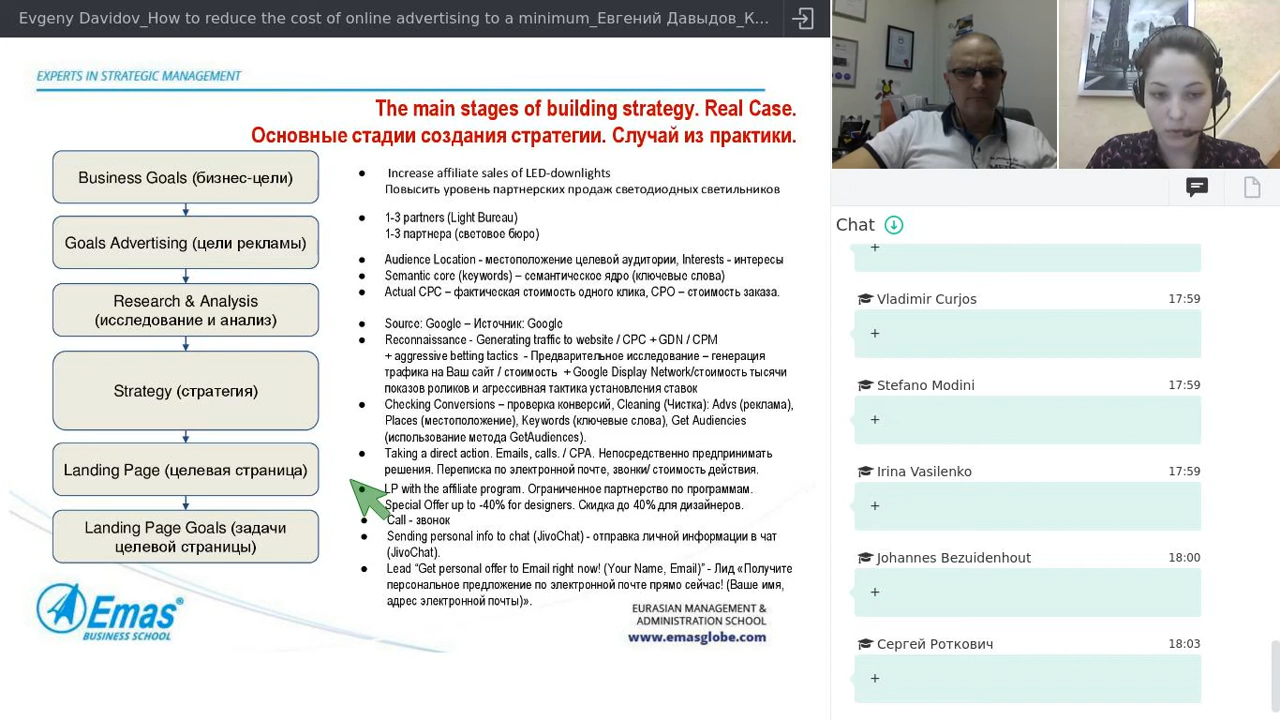 Evgeny Davidov_How to reduce the cost of online advertising to a minimum_Евгений Давыдов_К...
EXPERTS IN STRATEGIC MANAGEMENT
The main stages of building strategy. Real Case.
Основные стадии создания стратегии. Случай из практики.
Business Goals (бизнес-цели)
Goals Advertising (цели рекламы)
Research & Analysis
(исследование и анализ)
Strategy (стратегия)
Landing Page (целевая страница)
Landing Page Goals (задачи
целевой страницы)
● Increase affiliate sales of LED-downlights
Повысить уровень партнерских продаж светодиодных светильников
● 1-3 partners (Light Bureau)
1-3 партнера (световое бюро)
● Audience Location - местоположение целевой аудитории, Interests - интересы
● Semantic core (keywords) – семантическое ядро (ключевые слова)
● Actual CPC – фактическая стоимость одного клика, CPO – стоимость заказа.
● Source: Google – Источник: Google
● Reconnaissance - Generating traffic to website / CPC + GDN / CPM
+ aggressive betting tactics - Предварительное исследование – генерация
трафика на Ваш сайт / стоимость + Google Display Network/стоимость тысячи
показов роликов и агрессивная тактика установления ставок
● Checking Conversions – проверка конверсий, Cleaning (Чистка): Advs (реклама),
Places (местоположение), Keywords (ключевые слова), Get Audiencies
(использование метода GetAudiences).
● Taking a direct action. Emails, calls. / CPA. Непосредственно предпринимать
решения. Переписка по электронной почте, звонки/ стоимость действия.
● LP with the affiliate program. Ограниченное партнерство по программам.
Special Offer up to -40% for designers. Скидка до 40% для дизайнеров.
● Call - звонок
● Sending personal info to chat (JivoChat) - отправка личной информации в чат
(JivoChat).
● Lead “Get personal offer to Email right now! (Your Name, Email)” - Лид «Получите
персональное предложение по электронной почте прямо сейчас! (Ваше имя,
адрес электронной почты)».
Emas
BUSINESS SCHOOL
EURASIAN MANAGEMENT &
ADMINISTRATION SCHOOL
www.emasglobe.com
Chat
+
Vladimir Curjos 17:59
+
Stefano Modini 17:59
+
Irina Vasilenko 17:59
+
Johannes Bezuidenhout 18:00
+
Сергей Роткович 18:03
+